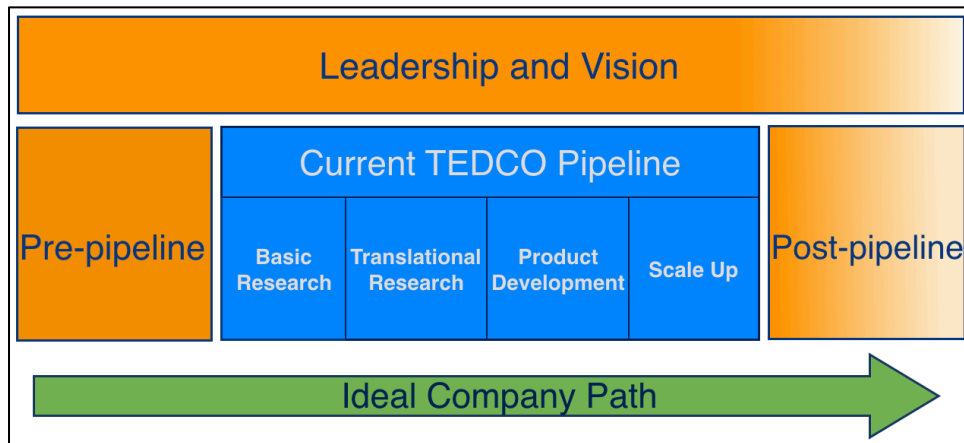 Leadership and Vision
Pre-pipeline
Current TEDCO Pipeline
Basic
Research
Translational
Research
Product
Development
Scale Up
Post-pipeline
Ideal Company Path